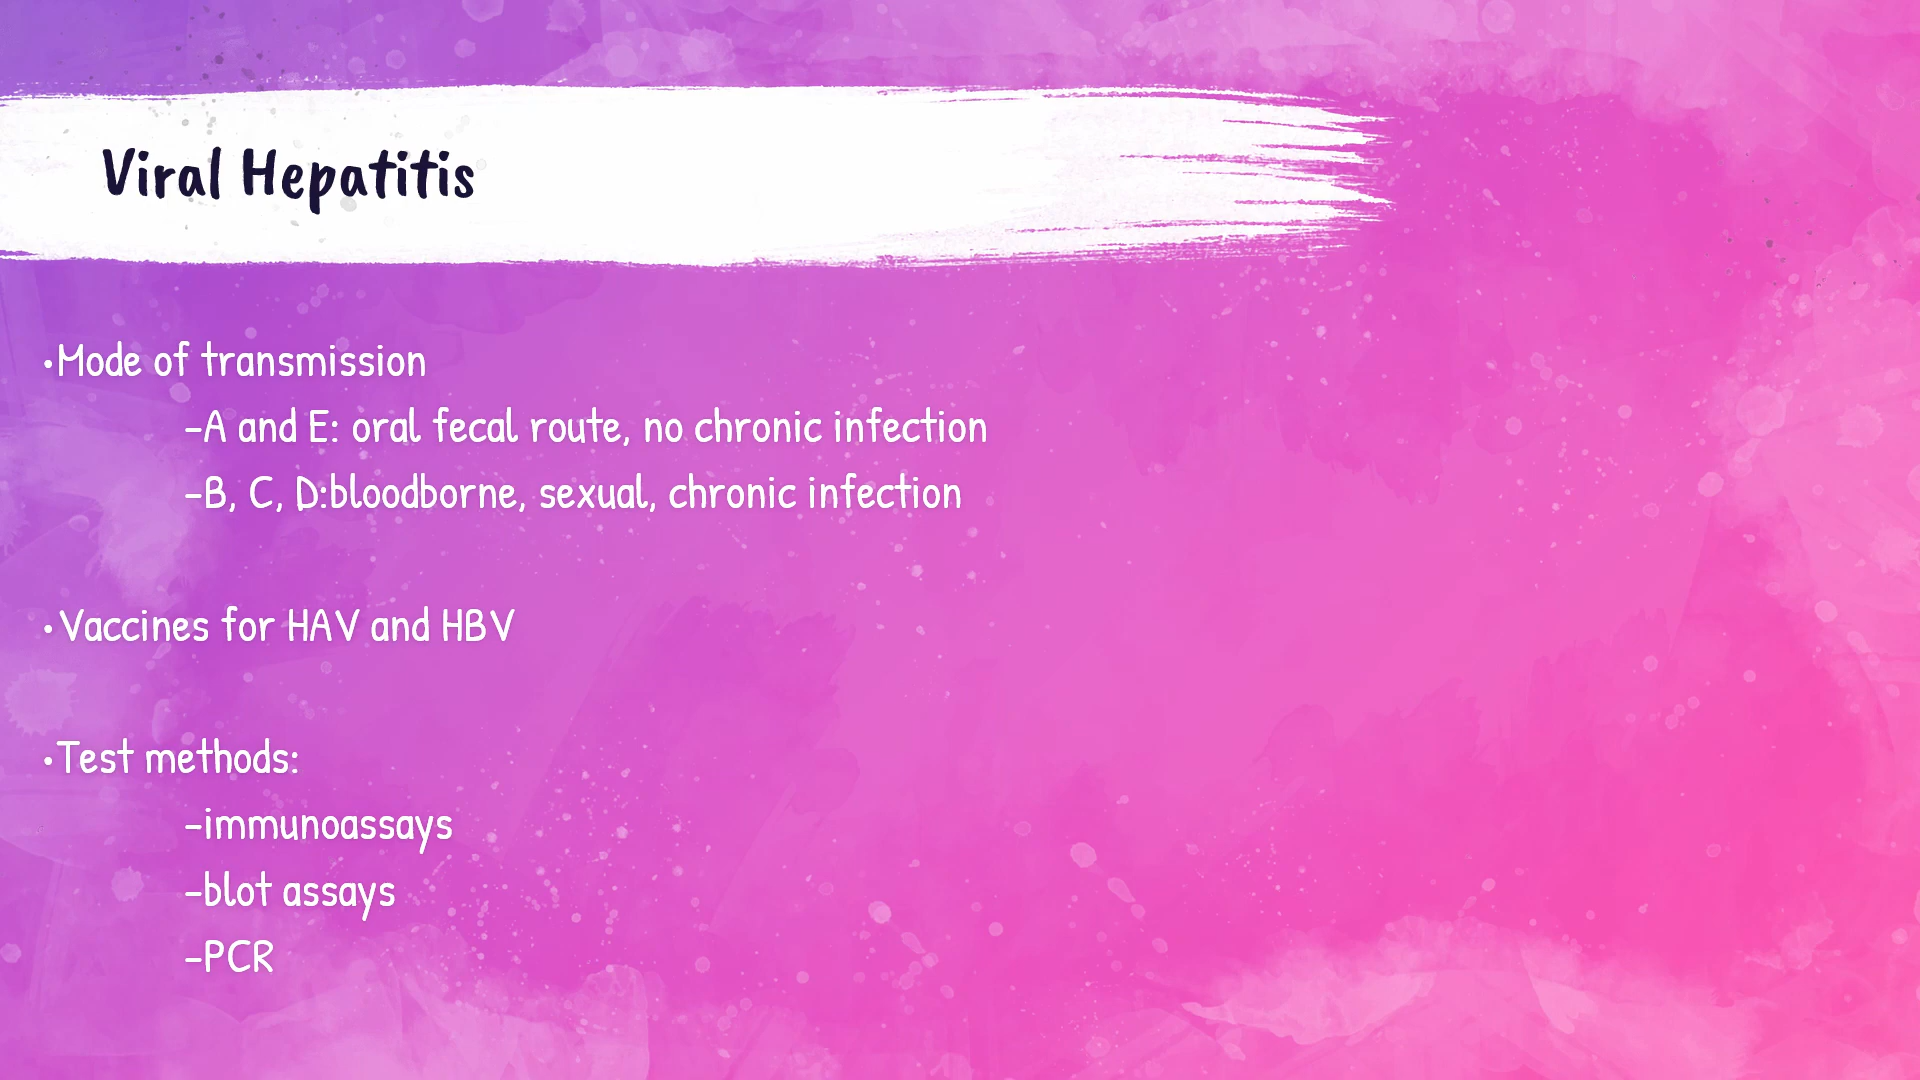 Viral Hepatitis
•Mode of transmission
–A and E: oral fecal route, no chronic infection
–B, C, D:bloodborne, sexual, chronic infection
•Vaccines for HAV and HBV
•Test methods:
–immunoassays
–blot assays
–PCR